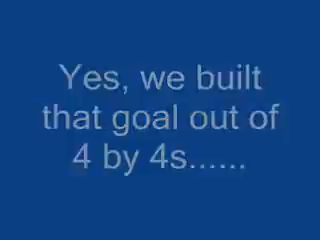 Yes, we built
that goal out of
4 by 4s......